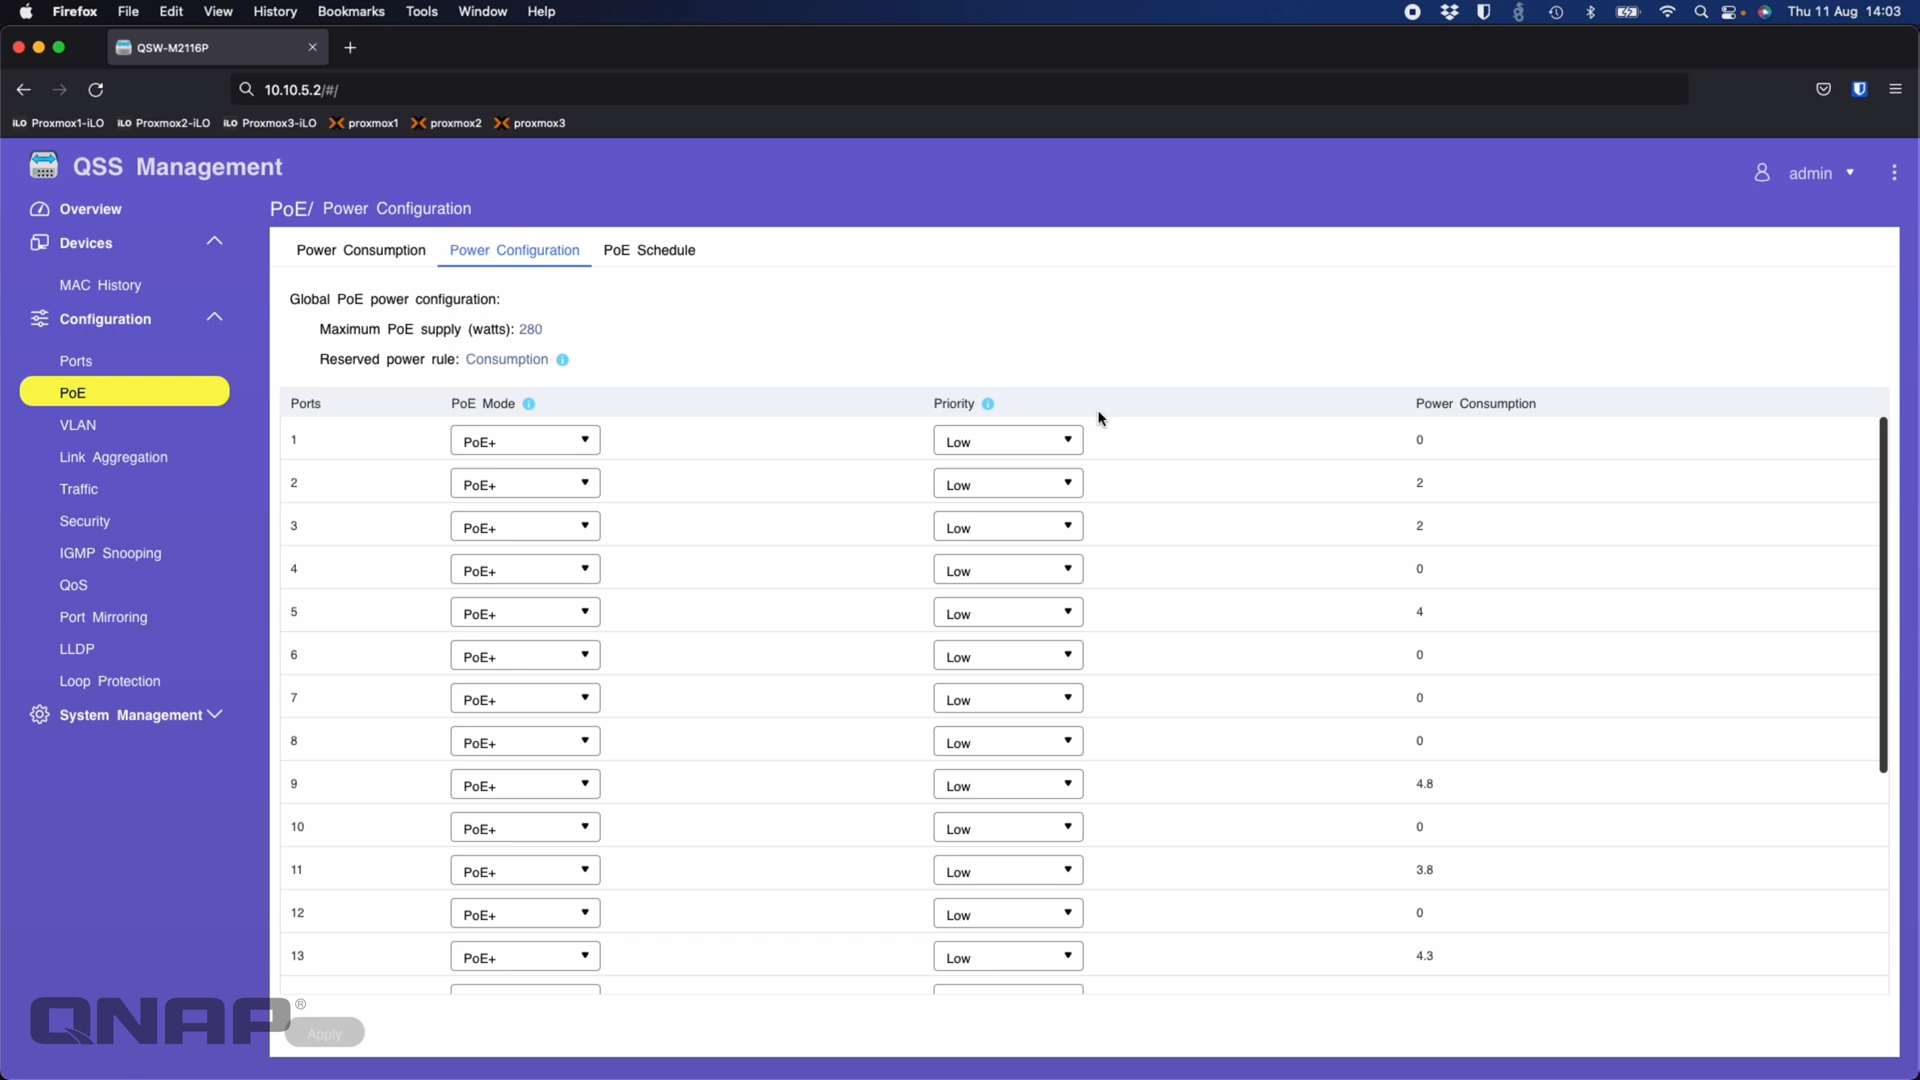 Firefox File Edit View History Bookmarks Tools Window Help Thu 11 Aug 14:03
QSW-M2116P
10.10.5.2/#/
iLO Proxmox1-iLO iLO Proxmox2-iLO iLO Proxmox3-iLO proxmox1 proxmox2 proxmox3
QSS Management
admin
Overview
Devices
MAC History
Configuration
Ports
PoE
VLAN
Link Aggregation
Traffic
Security
IGMP Snooping
QoS
Port Mirroring
LLDP
Loop Protection
System Management
PoE/ Power Configuration
Power Consumption Power Configuration PoE Schedule
Global PoE power configuration:
Maximum PoE supply (watts): 280
Reserved power rule: Consumption
Ports PoE Mode Priority Power Consumption
1 PoE+ Low 0
2 PoE+ Low 2
3 PoE+ Low 2
4 PoE+ Low 0
5 PoE+ Low 4
6 PoE+ Low 0
7 PoE+ Low 0
8 PoE+ Low 0
9 PoE+ Low 4.8
10 PoE+ Low 0
11 PoE+ Low 3.8
12 PoE+ Low 0
13 PoE+ Low 4.3
Apply
QNAP®